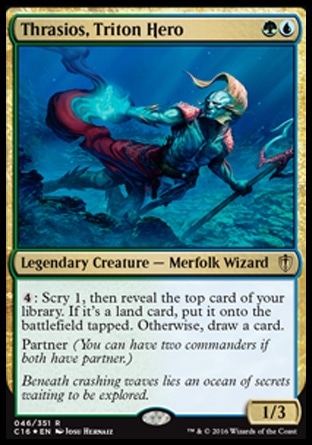 Thrasios, Triton Hero
Legendary Creature — Merfolk Wizard
4: Scry 1, then reveal the top card of your
library. If it's a land card, put it onto the
battlefield tapped. Otherwise, draw a card.
Partner (You can have two commanders if
both have partner.)
Beneath crashing waves lies an ocean of secrets
waiting to be explored.
1/3
046/351 R
C16 • EN Josu Hernaiz
™ & © 2016 Wizards of the Coast